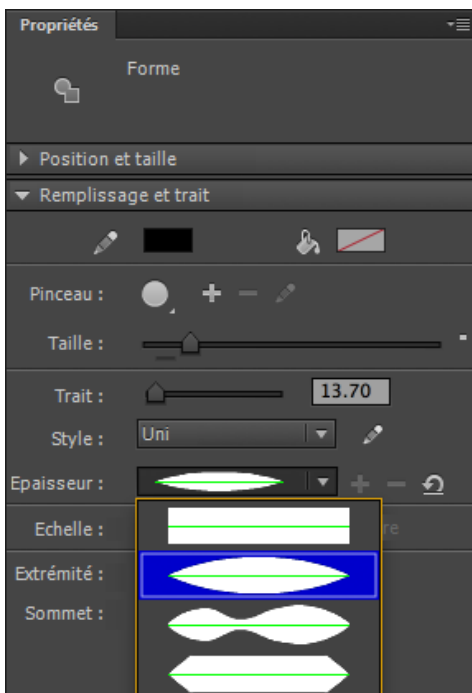 Propriétés
Forme
Position et taille
Remplissage et trait
Pinceau :
Taille :
Trait : 13.70
Style : Uni
Epaisseur :
Echelle : re
Extrémité :
Sommet :